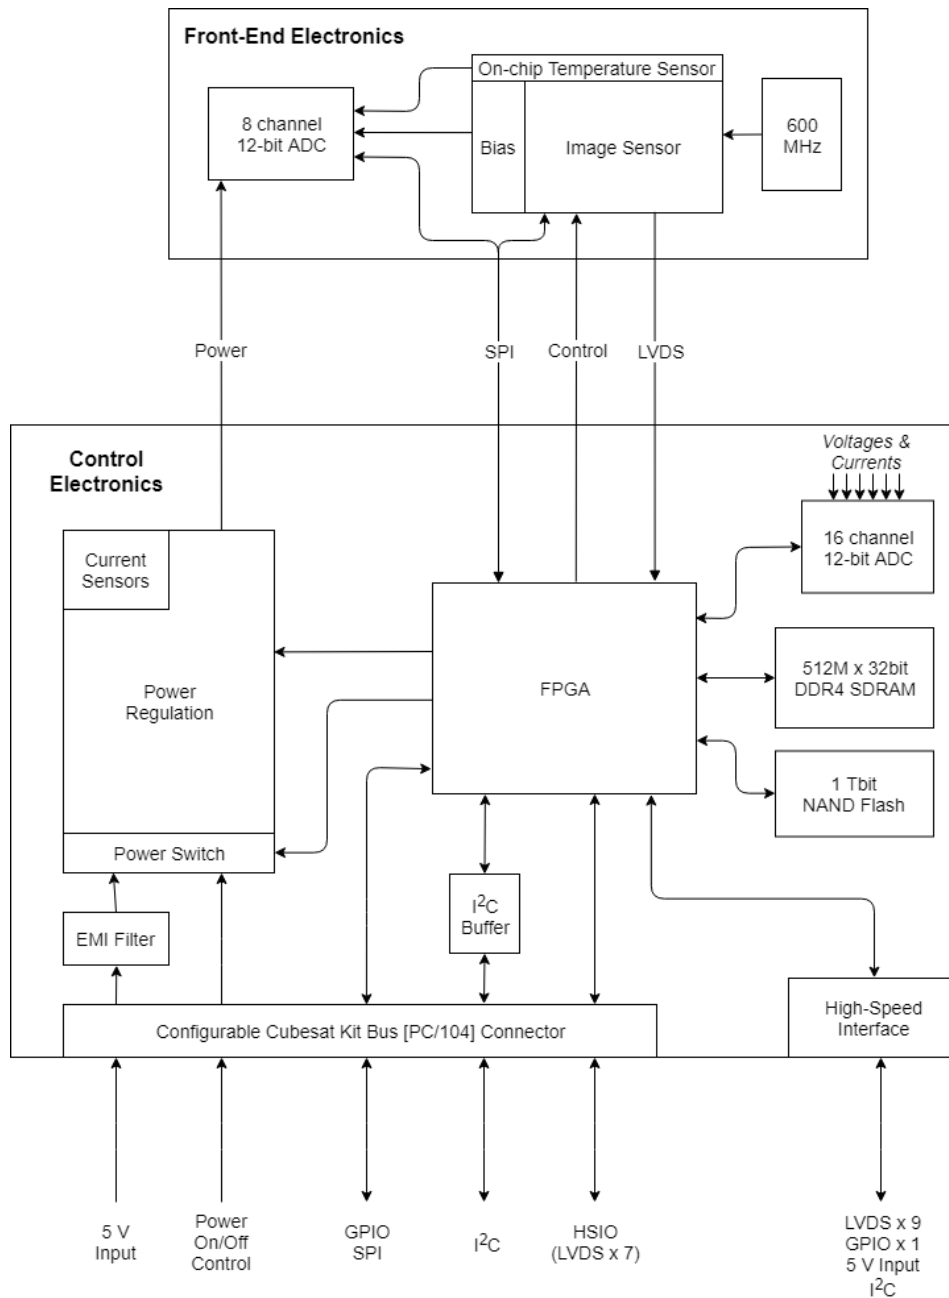 Front-End Electronics
On-chip Temperature Sensor
8 channel
12-bit ADC
Bias
Image Sensor
600
MHz
Power
SPI
Control
LVDS
Control
Electronics
Voltages &
Currents
Current
Sensors
16 channel
12-bit ADC
Power
Regulation
FPGA
512M x 32bit
DDR4 SDRAM
1 Tbit
NAND Flash
Power Switch
I²C
Buffer
EMI Filter
Configurable Cubesat Kit Bus [PC/104] Connector
High-Speed
Interface
5 V
Input
Power
On/Off
Control
GPIO
SPI
I²C
HSIO
(LVDS x 7)
LVDS x 9
GPIO x 1
5 V Input
I²C